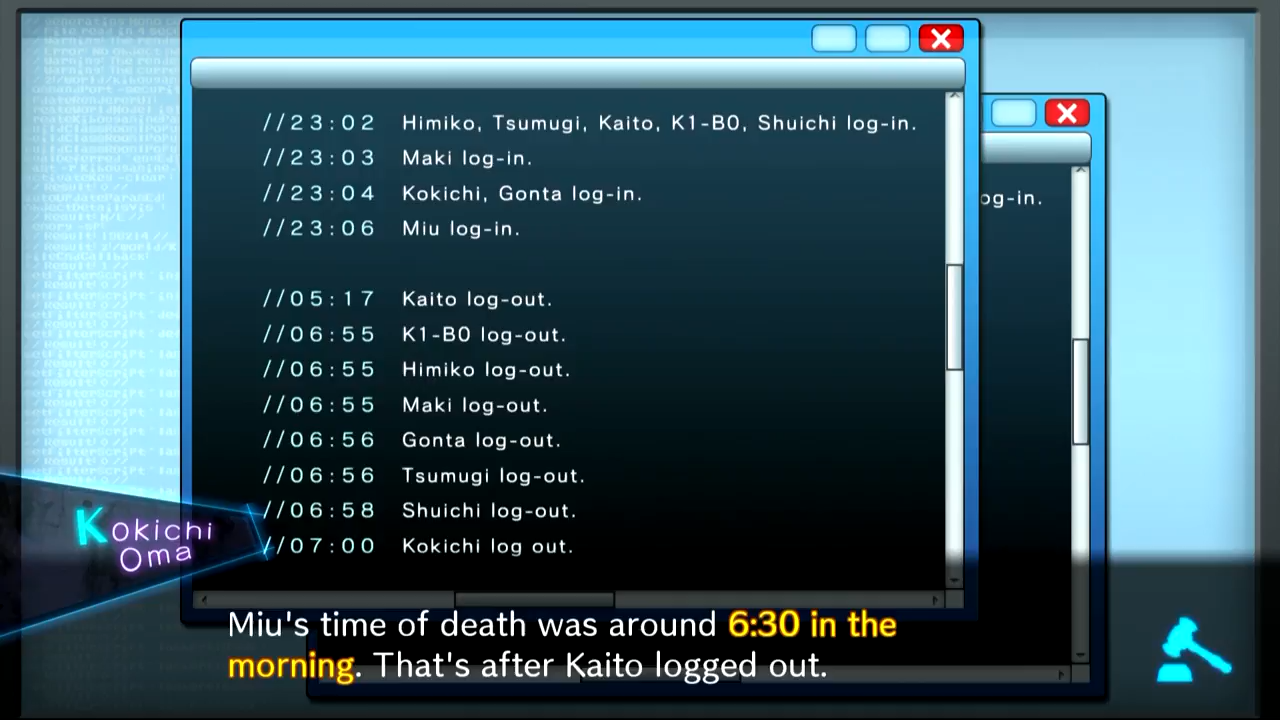 //23:02 Himiko, Tsumugi, Kaito, K1-B0, Shuichi log-in.
//23:03 Maki log-in.
//23:04 Kokichi, Gonta log-in.
//23:06 Miu log-in.
og-in.
//05:17 Kaito log-out.
//06:55 K1-B0 log-out.
//06:55 Himiko log-out.
//06:55 Maki log-out.
//06:56 Gonta log-out.
//06:56 Tsumugi log-out.
//06:58 Shuichi log-out.
//07:00 Kokichi log out.
Kokichi
Oma
Miu's time of death was around 6:30 in the
morning. That's after Kaito logged out.